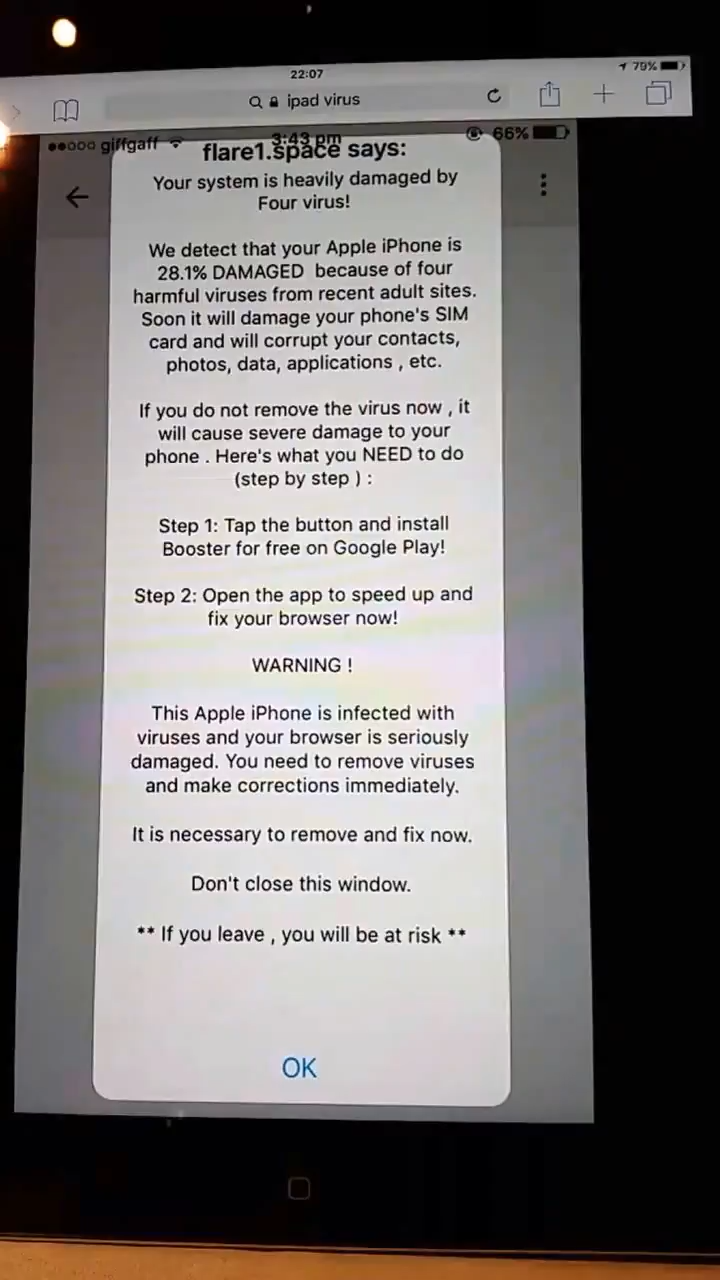 22:07
79%
ipad virus
giffgaff
3:43 pm
66%
flare1.space says:
Your system is heavily damaged by
Four virus!
We detect that your Apple iPhone is
28.1% DAMAGED because of four
harmful viruses from recent adult sites.
Soon it will damage your phone's SIM
card and will corrupt your contacts,
photos, data, applications , etc.
If you do not remove the virus now , it
will cause severe damage to your
phone . Here's what you NEED to do
(step by step ) :
Step 1: Tap the button and install
Booster for free on Google Play!
Step 2: Open the app to speed up and
fix your browser now!
WARNING !
This Apple iPhone is infected with
viruses and your browser is seriously
damaged. You need to remove viruses
and make corrections immediately.
It is necessary to remove and fix now.
Don't close this window.
** If you leave , you will be at risk **
OK